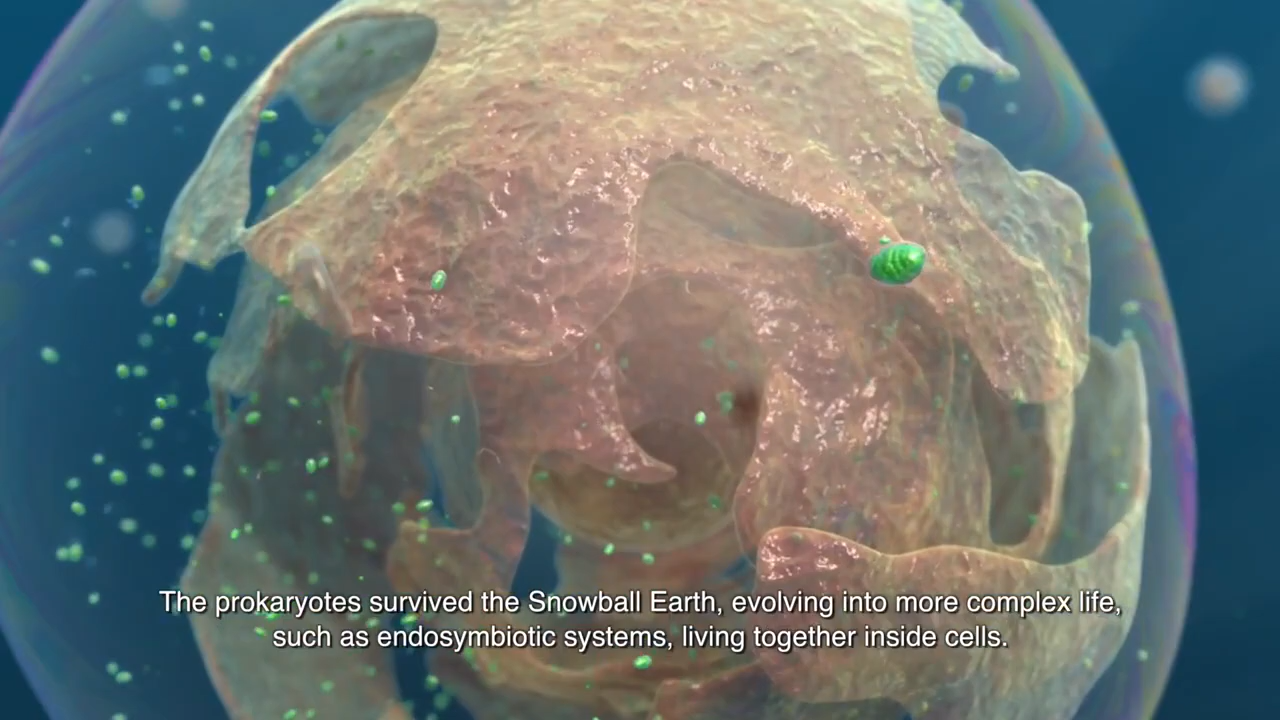 The prokaryotes survived the Snowball Earth, evolving into more complex life,
such as endosymbiotic systems, living together inside cells.